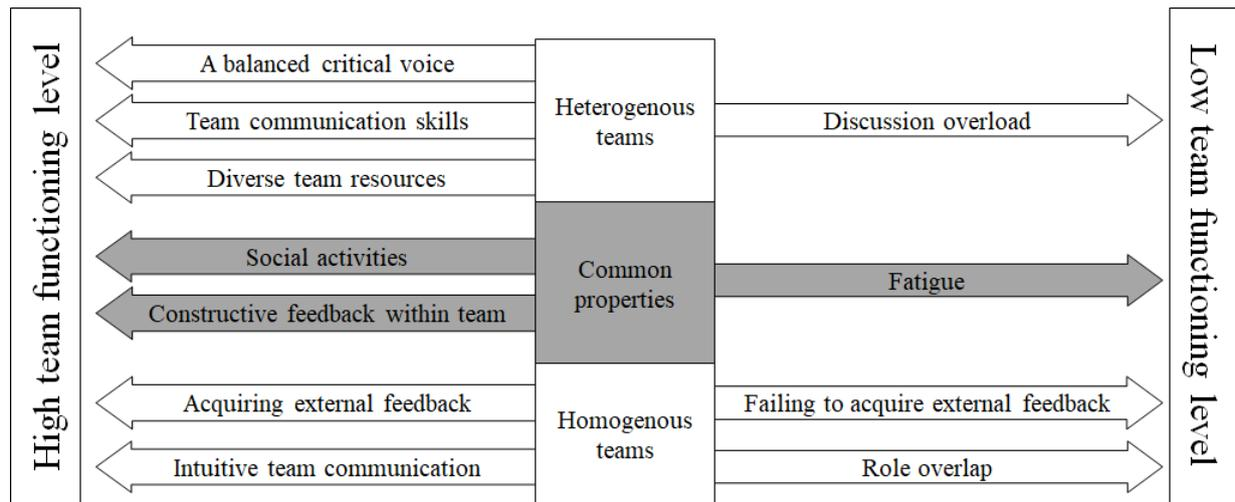 High team functioning level
A balanced critical voice
Team communication skills
Diverse team resources
Social activities
Constructive feedback within team
Acquiring external feedback
Intuitive team communication
Heterogenous
teams
Common
properties
Homogenous
teams
Discussion overload
Fatigue
Failing to acquire external feedback
Role overlap
Low team functioning level